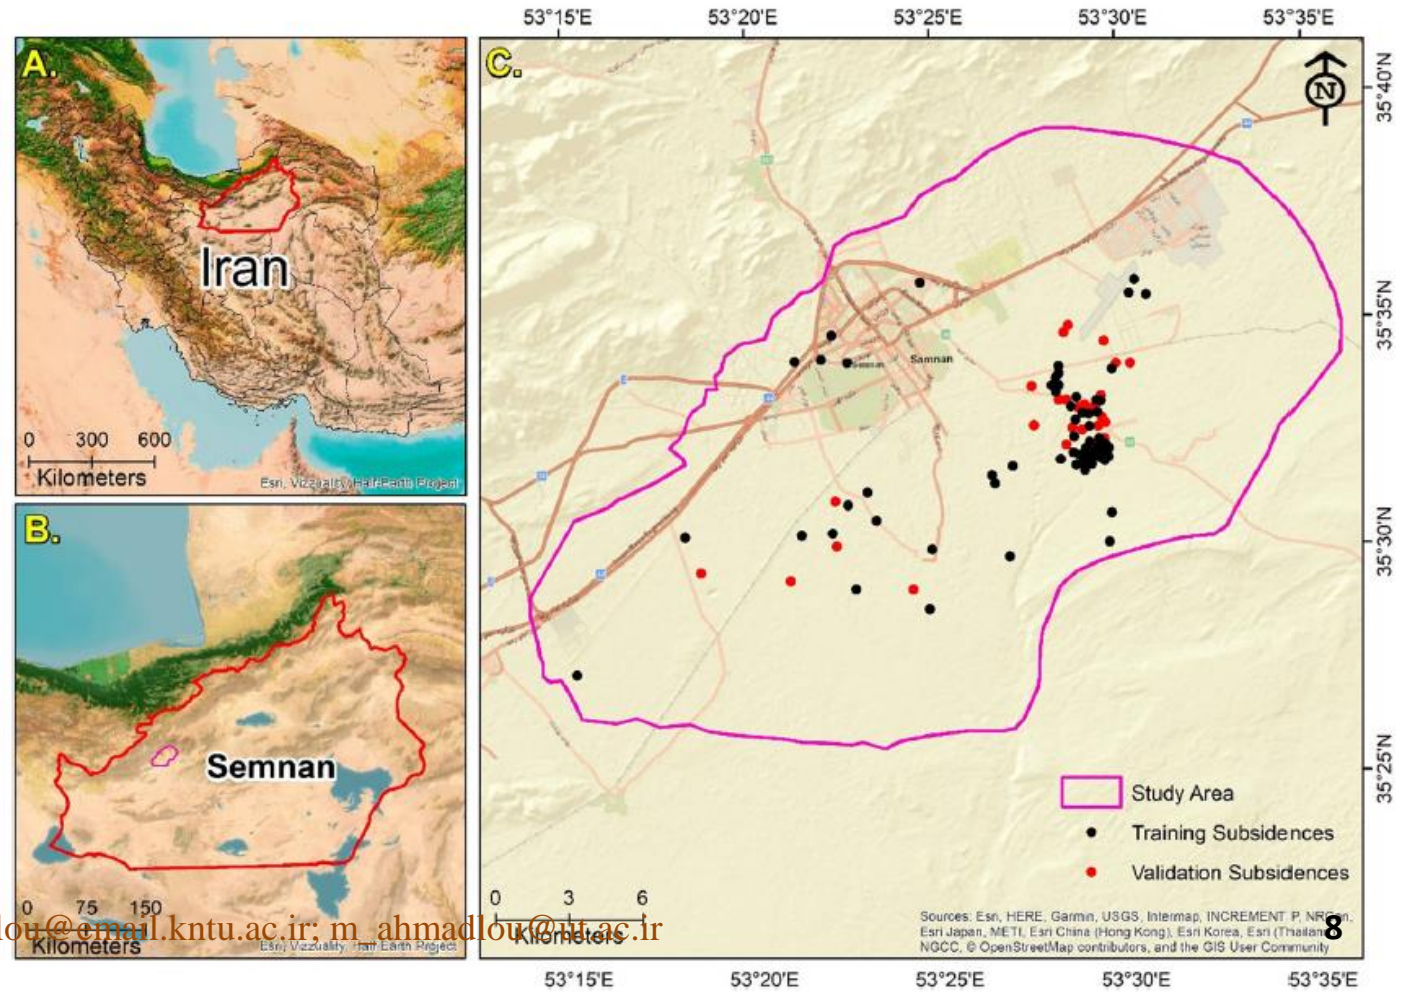 53°15'E 53°20'E 53°25'E 53°30'E 53°35'E
A.
Iran
0 300 600
Kilometers
Esri, Vizzuality, Half-Earth Project
B.
Semnan
0 75 150
Kilometers
Esri, Vizzuality, Half-Earth Project
C.
N
35°40'N
35°35'N
35°30'N
35°25'N
Samnan
Study Area
Training Subsidences
Validation Subsidences
0 3 6
Kilometers
Sources: Esri, HERE, Garmin, USGS, Intermap, INCREMENT P, NRCan,
Esri Japan, METI, Esri China (Hong Kong), Esri Korea, Esri (Thailand
NGCC, © OpenStreetMap contributors, and the GIS User Community
lou@email.kntu.ac.ir; m_ahmadlou@ut.ac.ir
8
53°15'E 53°20'E 53°25'E 53°30'E 53°35'E